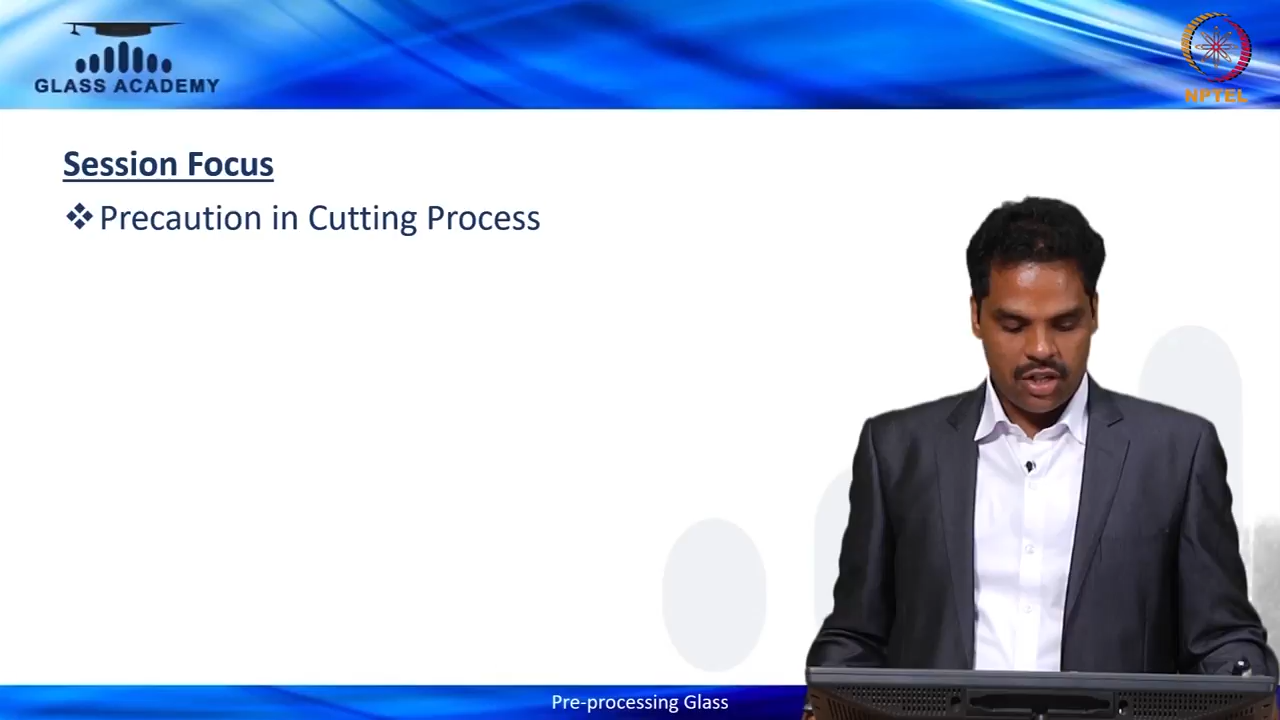 GLASS ACADEMY
NPTEL
Session Focus
Precaution in Cutting Process
Pre-processing Glass